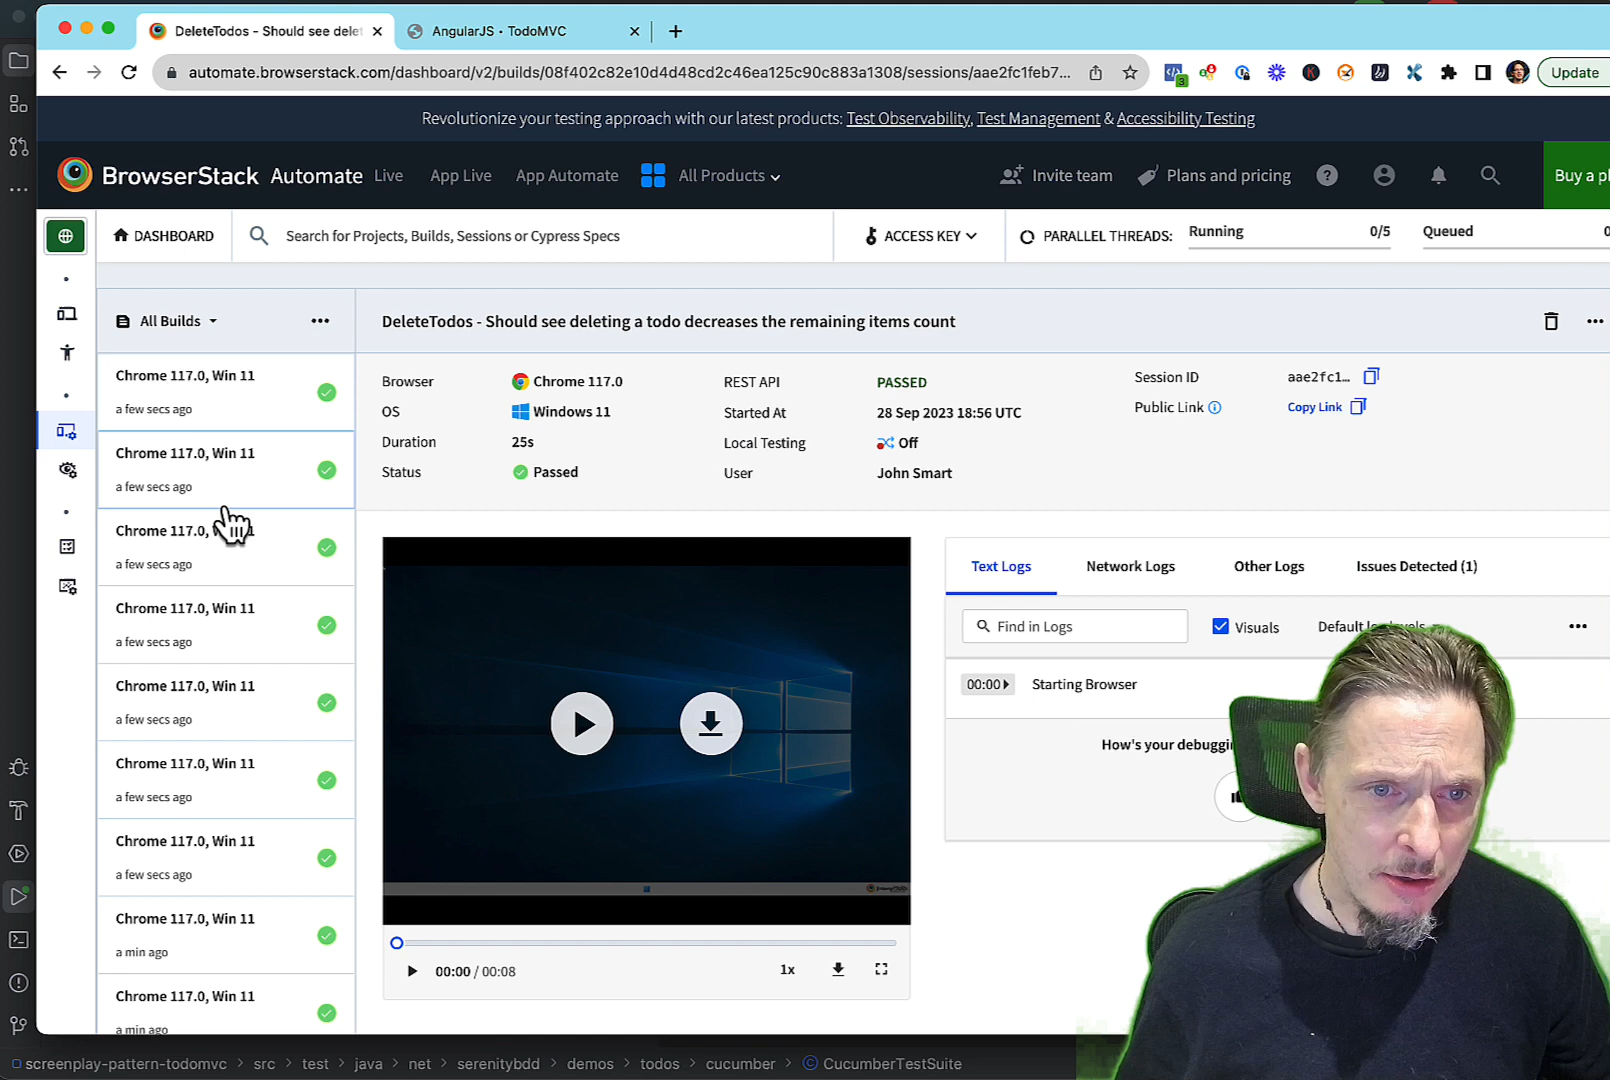 DeleteTodos - Should see delet
AngularJS • TodoMVC
automate.browserstack.com/dashboard/v2/builds/08f402c82e10d4d48cd2c46ea125c90c883a1308/sessions/aae2fc1feb7...
3
Update
Revolutionize your testing approach with our latest products: Test Observability, Test Management & Accessibility Testing
BrowserStack Automate Live App Live App Automate All Products
Invite team Plans and pricing Buy a pl
DASHBOARD
Search for Projects, Builds, Sessions or Cypress Specs
ACCESS KEY
PARALLEL THREADS: Running 0/5 Queued 0
All Builds
DeleteTodos - Should see deleting a todo decreases the remaining items count
Chrome 117.0, Win 11
a few secs ago
Chrome 117.0, Win 11
a few secs ago
Chrome 117.0,
a few secs ago
Chrome 117.0, Win 11
a few secs ago
Chrome 117.0, Win 11
a few secs ago
Chrome 117.0, Win 11
a few secs ago
Chrome 117.0, Win 11
a few secs ago
Chrome 117.0, Win 11
a min ago
Chrome 117.0, Win 11
a min ago
Browser Chrome 117.0
OS Windows 11
Duration 25s
Status Passed
REST API PASSED
Started At 28 Sep 2023 18:56 UTC
Local Testing Off
User John Smart
Session ID aae2fc1...
Public Link Copy Link
00:00 / 00:08
1x
Text Logs Network Logs Other Logs Issues Detected (1)
Find in Logs
Visuals
Default
00:00 Starting Browser
How's your debuggi
screenplay-pattern-todomvc > src > test > java > net > serenitybdd > demos > todos > cucumber > CucumberTestSuite